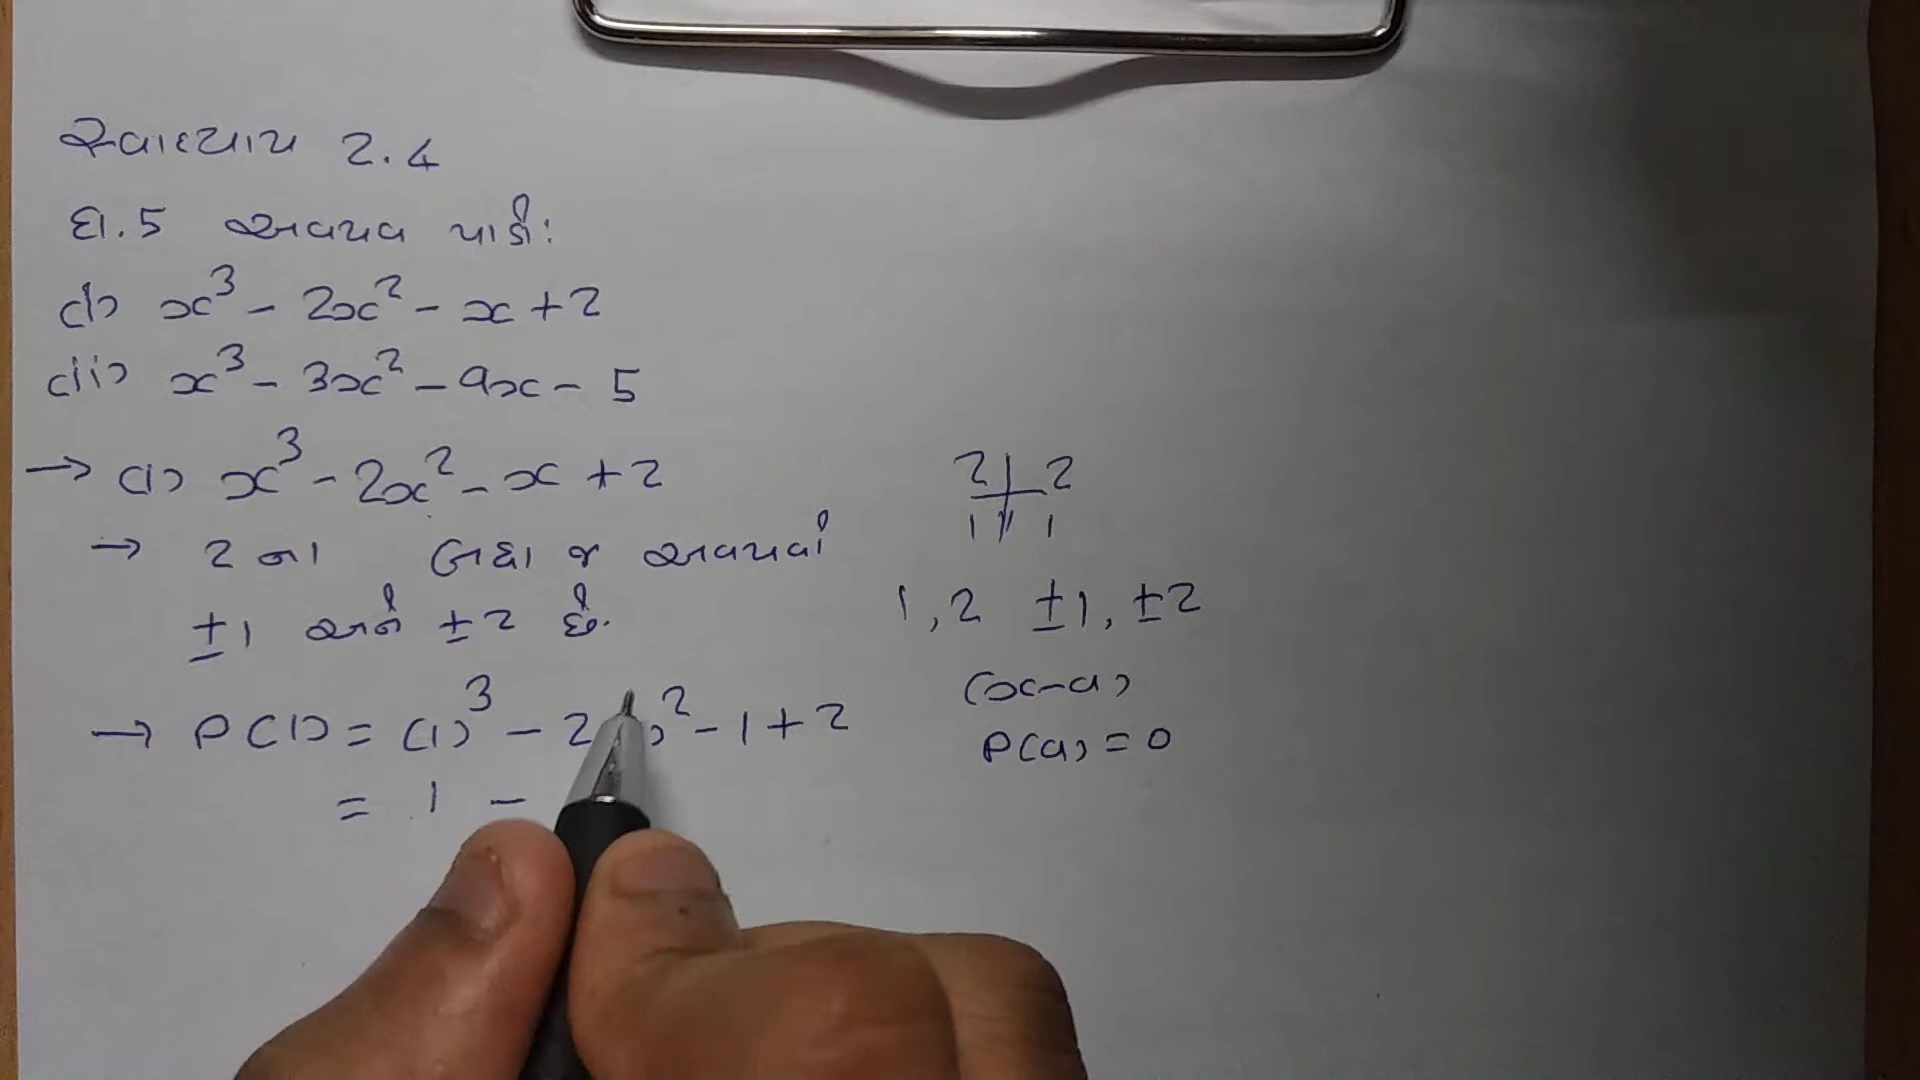 સ્વાધ્યાય 2.4
દા.5 અવયવ પાડો:
(i) x³ - 2x² - x + 2
(ii) x³ - 3x² - 9x - 5
→ (i) x³ - 2x² - x + 2
2 | 2
1 | 1
→ 2 ના બધા જ અવયવો
±1 અને ±2 છે.
1, 2 ±1, ±2
(x-a)
→ P(1) = (1)³ - 2 )² - 1 + 2
P(a) = 0
= 1 -